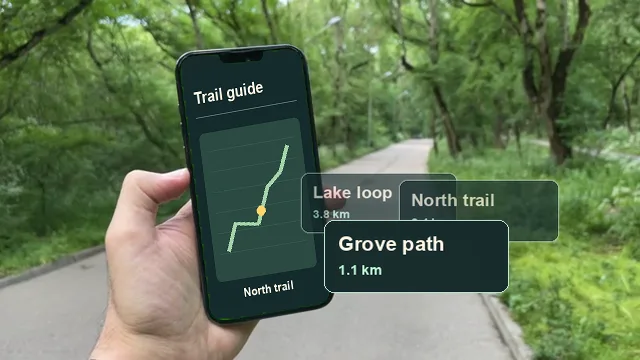 Trail guide
North trail
Lake loop
3.8 km
North trail
Grove path
1.1 km